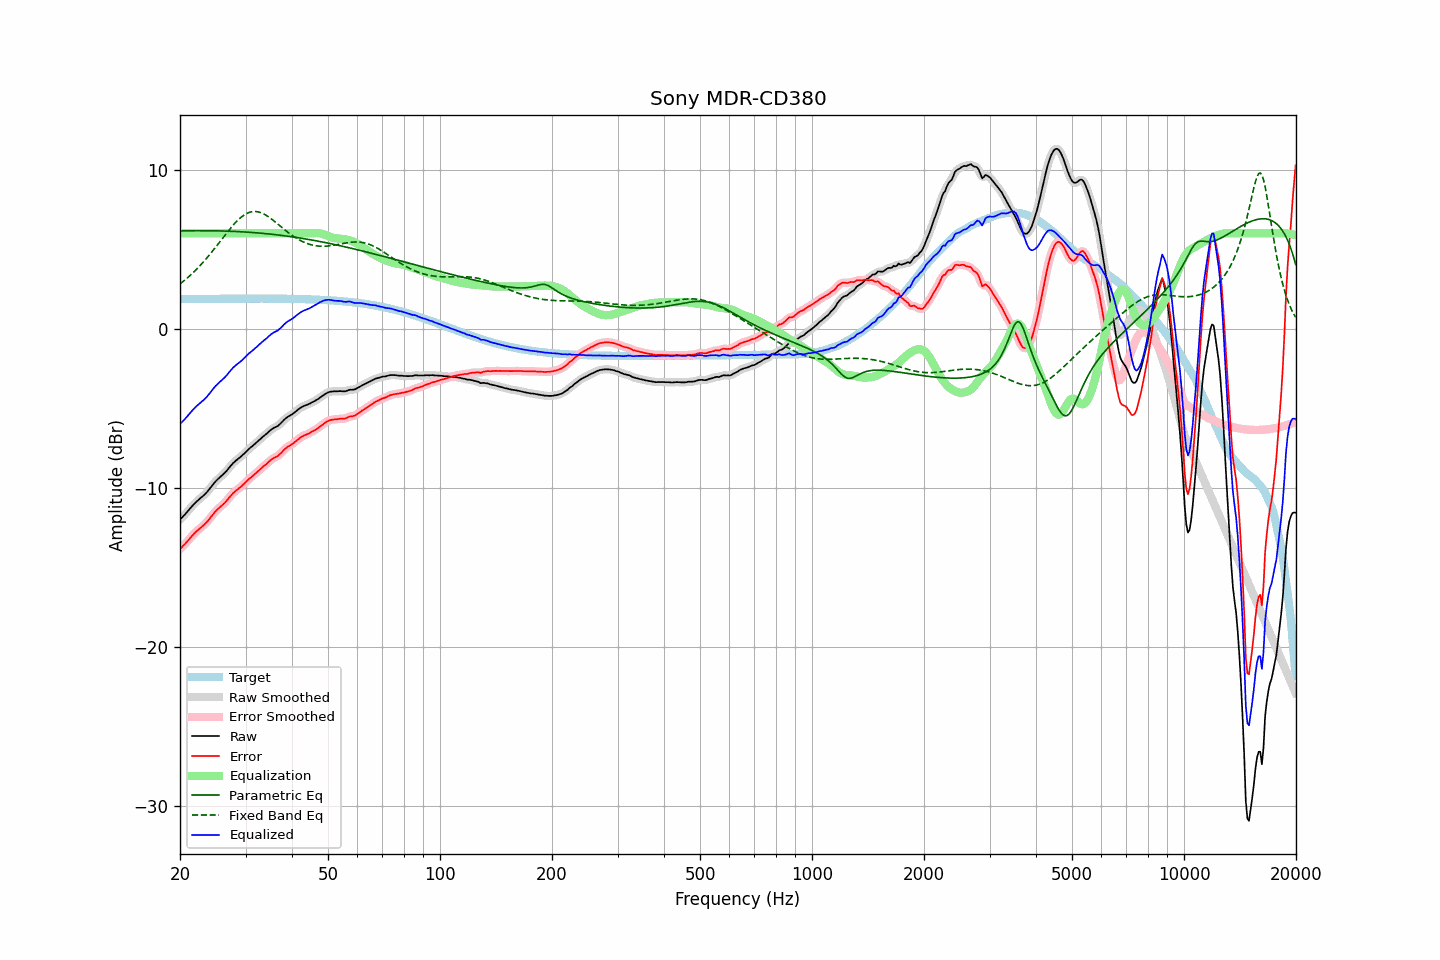 Sony MDR-CD380
Amplitude (dBr)
10
0
−10
−20
−30
Target
Raw Smoothed
Error Smoothed
Raw
Error
Equalization
Parametric Eq
Fixed Band Eq
Equalized
20 50 100 200 500 1000 2000 5000 10000 20000
Frequency (Hz)